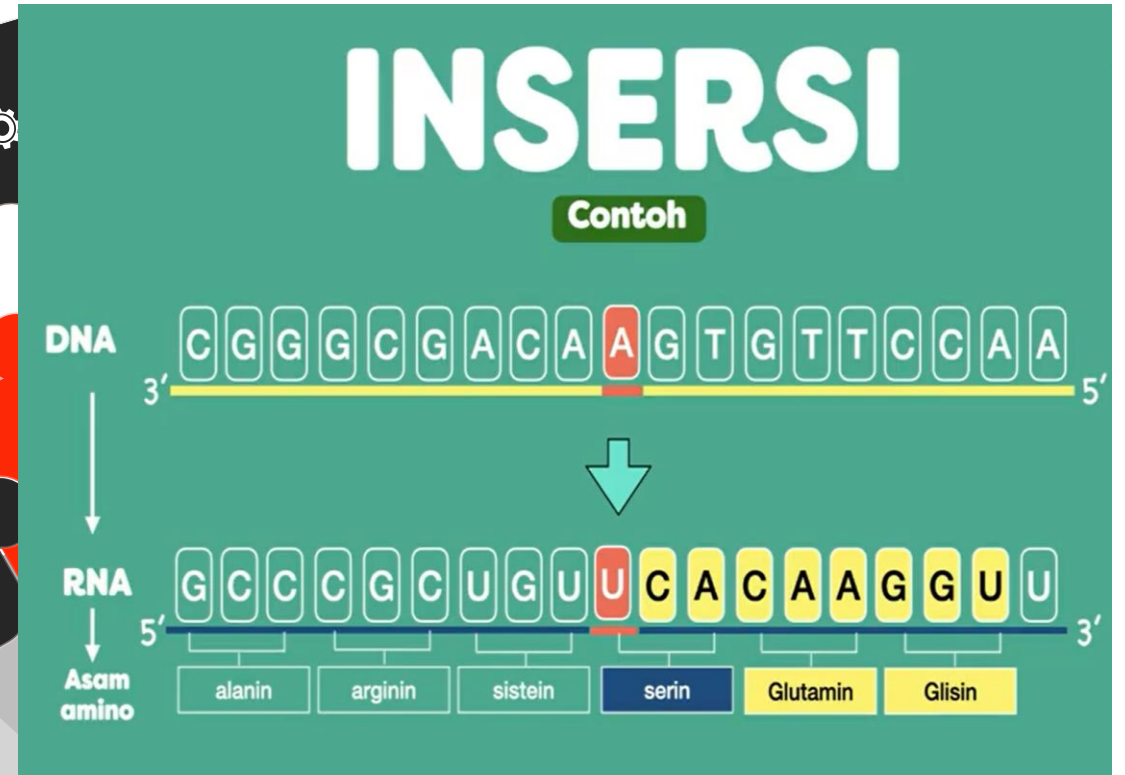 INSERSI
Contoh
DNA
C G G G C G A C A A G T G T T C C A A
3′ 5′
RNA
G C C C G C U G U U C A C A A G G U U
5′ 3′
Asam
amino
alanin arginin sistein serin Glutamin Glisin